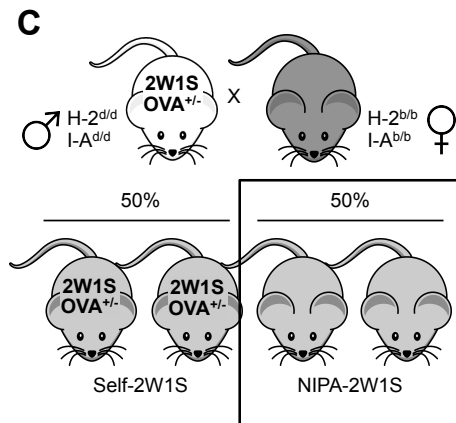 C
2W1S
OVA+/-
X
♂ H-2d/d
I-Ad/d
H-2b/b ♀
I-Ab/b
50%
50%
2W1S
OVA+/-
2W1S
OVA+/-
Self-2W1S
NIPA-2W1S